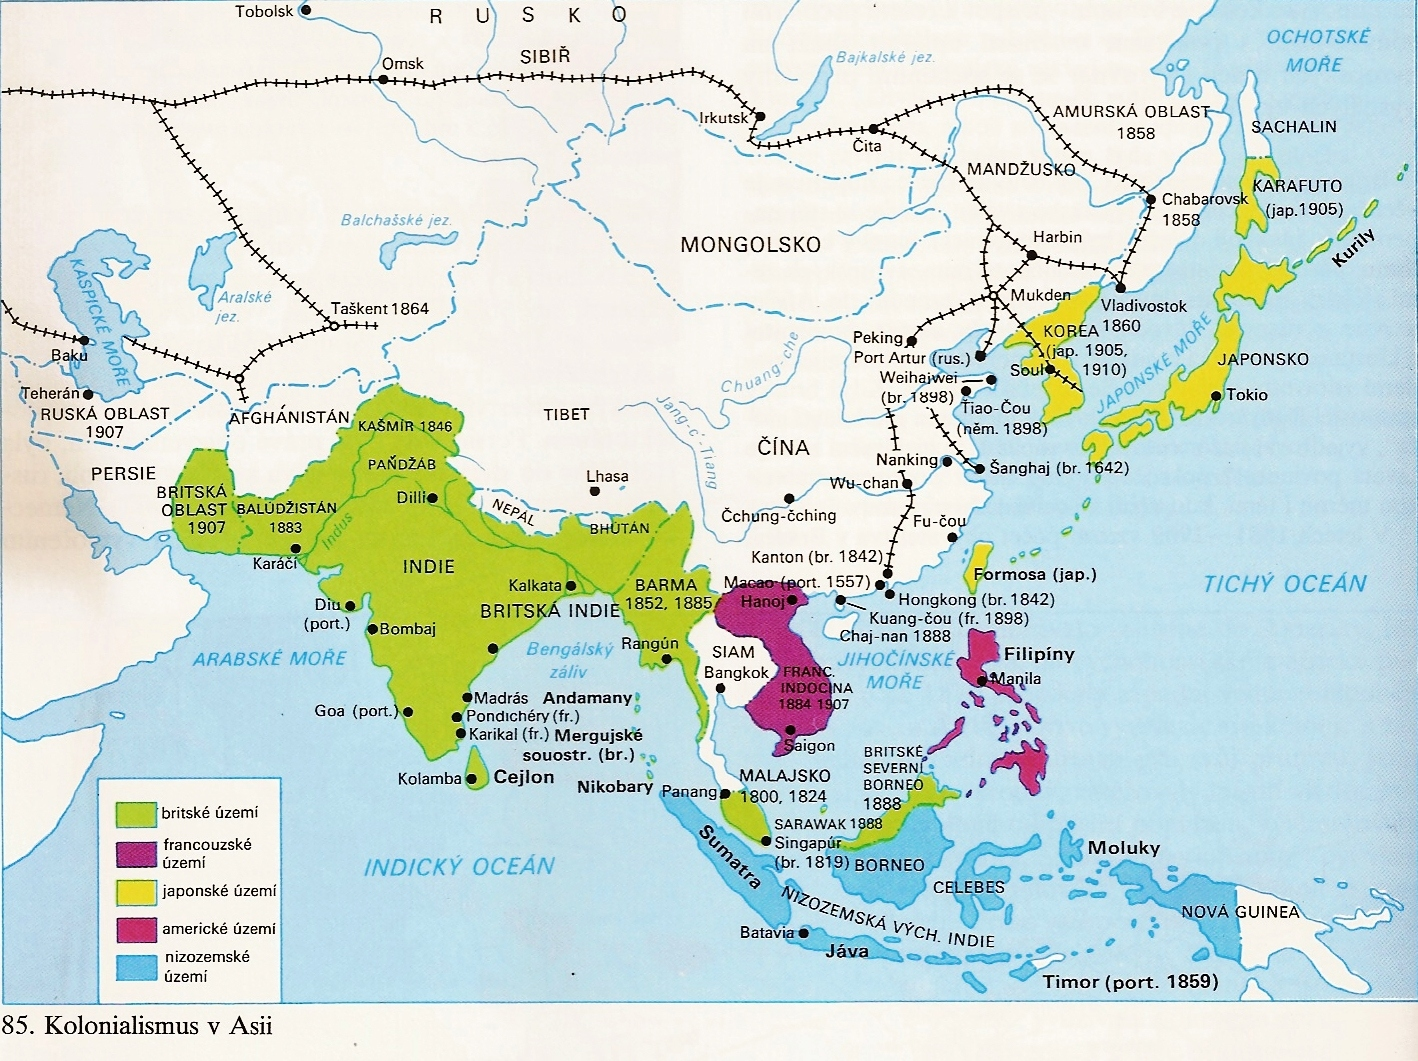 Tobolsk
R U S K O
Omsk
SIBIŘ
Bajkalské jez.
OCHOTSKÉ
MOŘE
Irkutsk
Čita
AMURSKÁ OBLAST
1858
SACHALIN
MANDŽUSKO
Chabarovsk
1858
KARAFUTO
(jap.1905)
Kurily
Balchašské jez.
MONGOLSKO
Harbin
KASPICKÉ MOŘE
Aralské
jez.
Taškent 1864
Mukden
Vladivostok
1860
Baku
Peking
Port Artur (rus.)
KOREA
(jap. 1905,
1910)
Soul
JAPONSKÉ MOŘE
JAPONSKO
Tokio
Teherán
RUSKÁ OBLAST
1907
AFGHÁNISTÁN
KAŠMÍR 1846
TIBET
Chuang-che
Jang-c'-Tiang
Weihajwei
(br. 1898)
Tiao-Čou
(něm. 1898)
ČÍNA
PERSIE
BRITSKÁ
OBLAST
1907
BALÚDŽISTÁN
1883
PAŇDŽÁB
Dillí
Indus
Lhasa
Nanking
Šanghaj (br. 1642)
Wu-chan
Čchung-čching
NEPÁL
BHÚTÁN
Fu-čou
Karáčí
INDIE
Kalkata
BARMA
1852, 1885
Kanton (br. 1842)
Macao (port. 1557)
Hanoj
Formosa (jap.)
TICHÝ OCEÁN
Hongkong (br. 1842)
Kuang-čou (fr. 1898)
Chaj-nan 1888
Diu
(port.)
BRITSKÁ INDIE
Bombaj
Rangún
ARABSKÉ MOŘE
Bengálský
záliv
SIAM
Bangkok
FRANC.
INDOČÍNA
1884 1907
JIHOČÍNSKÉ
MOŘE
Filipíny
Manila
Goa (port.)
Madrás
Andamany
Pondichéry (fr.)
Karikal (fr.)
Mergujské
souostr. (br.)
Saigon
Kolamba
Cejlon
Nikobary
Panang
MALAJSKO
1800, 1824
BRITSKÉ
SEVERNÍ
BORNEO
1888
SARAWAK 1888
Singapúr
(br. 1819)
BORNEO
Sumatra
CELEBES
Moluky
NOVÁ GUINEA
INDICKÝ OCEÁN
NIZOZEMSKÁ VÝCH. INDIE
Batavia
Jáva
Timor (port. 1859)
britské území
francouzské
území
japonské území
americké území
nizozemské
území
85. Kolonialismus v Asii